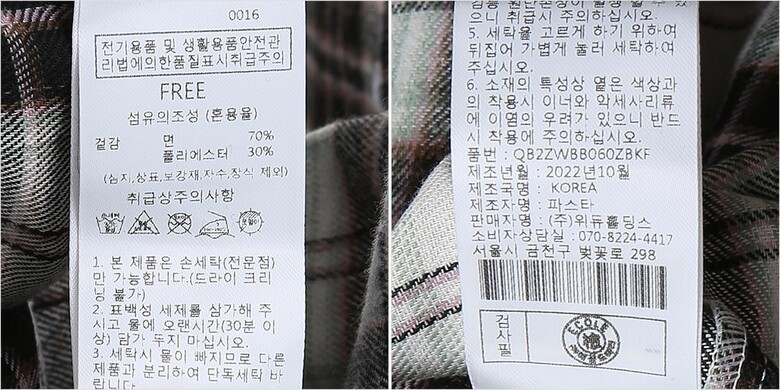 0016
전기용품 및 생활용품안전관
리법에의한품질표시취급주의
FREE
섬유의조성 (혼용율)
겉감 면 70%
폴리에스터 30%
(심지,상표,보강재,자수,장식 제외)
취급상주의사항
1. 본 제품은 손세탁(전문점)
만 가능합니다.(드라이 크리
닝 불가)
2. 표백성 세제를 삼가해 주
시고 물에 오랜시간(30분 이
상) 담가 두지 마십시오.
3. 세탁시 물이 빠지므로 다른
제품과 분리하여 단독세탁 바
랍니다.
으니 취급시 주의하십시오.
5. 세탁을 고르게 하기 위하여
뒤집어 가볍게 눌러 세탁하여
주십시오.
6. 소재의 특성상 옅은 색상과
의 착용시 이너와 악세사리류
에 이염의 우려가 있으니 반드
시 착용에 주의하십시오.
품번 : QB2ZWBB060ZBKF
제조년월 : 2022년10월
제조국명 : KOREA
제조자명 : 파스타
판매자명 : (주)위듀홀딩스
소비자상담실 : 070-8224-4417
서울시 금천구 벚꽃로 298
검
사
필
ECOLE